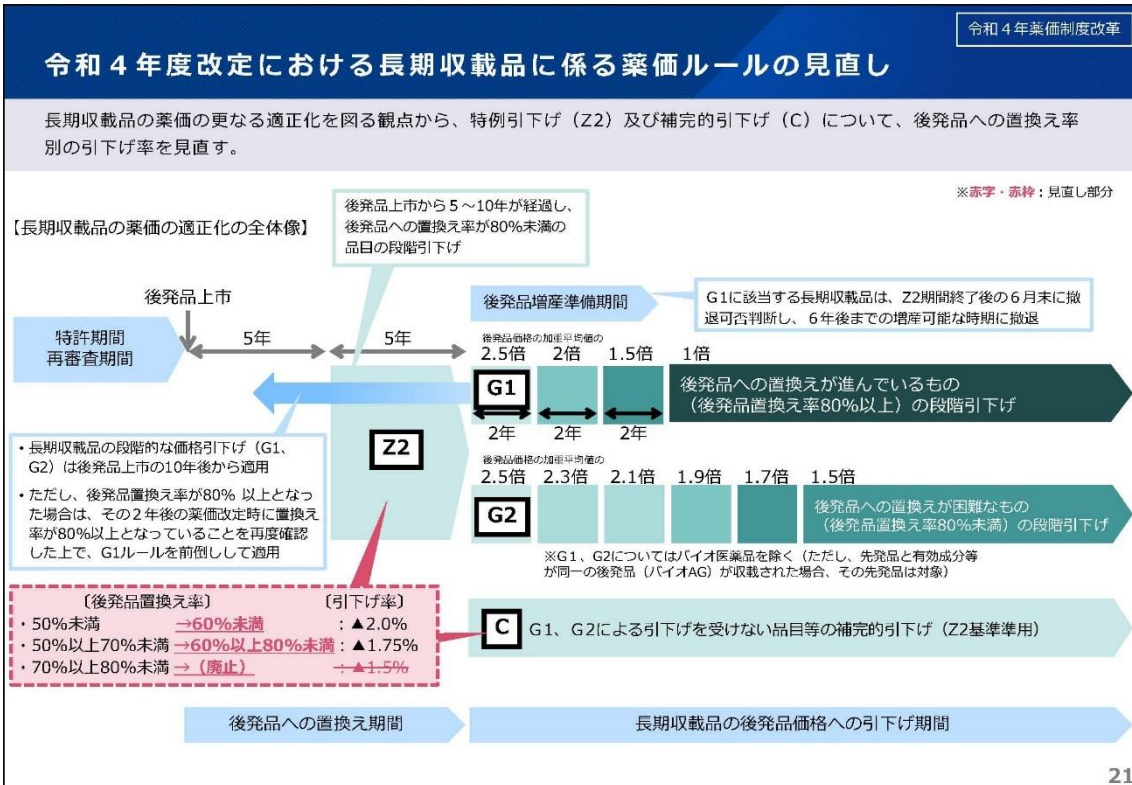 令和４年薬価制度改革
令和４年度改定における長期収載品に係る薬価ルールの見直し
長期収載品の薬価の更なる適正化を図る観点から、特例引下げ（Z2）及び補完的引下げ（C）について、後発品への置換え率
別の引下げ率を見直す。
※赤字・赤枠：見直し部分
【長期収載品の薬価の適正化の全体像】
後発品上市から５～10年が経過し、
後発品への置換え率が80%未満の
品目の段階引下げ
後発品上市
特許期間
再審査期間
5年
5年
後発品増産準備期間
G1に該当する長期収載品は、Z2期間終了後の６月末に撤
退可否判断し、６年後までの増産可能な時期に撤退
後発品価格の加重平均値の
2.5倍 2倍 1.5倍 1倍
G1
後発品への置換えが進んでいるもの
（後発品置換え率80%以上）の段階引下げ
2年 2年 2年
Z2
・長期収載品の段階的な価格引下げ（G1、
G2）は後発品上市の10年後から適用
・ただし、後発品置換え率が80% 以上となっ
た場合は、その２年後の薬価改定時に置換え
率が80%以上となっていることを再度確認
した上で、G1ルールを前倒しして適用
後発品価格の加重平均値の
2.5倍 2.3倍 2.1倍 1.9倍 1.7倍 1.5倍
G2
後発品への置換えが困難なもの
（後発品置換え率80%未満）の段階引下げ
※G１、G２についてはバイオ医薬品を除く（ただし、先発品と有効成分等
が同一の後発品（バイオAG）が収載された場合、その先発品は対象）
〔後発品置換え率〕 〔引下げ率〕
・50%未満 →60%未満 ：▲2.0%
・50%以上70%未満 →60%以上80%未満：▲1.75%
・70%以上80%未満 →（廃止） ：▲1.5%
C G１、G２による引下げを受けない品目等の補完的引下げ（Z2基準準用）
後発品への置換え期間
長期収載品の後発品価格への引下げ期間
21